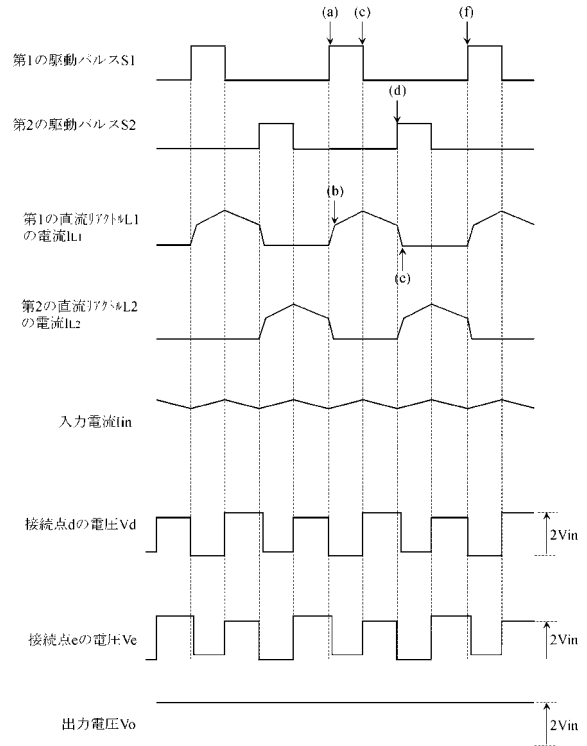 (a)
(c)
(f)
第1の駆動パルスS1
(d)
第2の駆動パルスS2
(b)
第1の直流リアクトルL1
の電流IL1
(e)
第2の直流リアクトルL2
の電流IL2
入力電流Iin
接続点dの電圧Vd
2Vin
接続点eの電圧Ve
2Vin
出力電圧Vo
2Vin